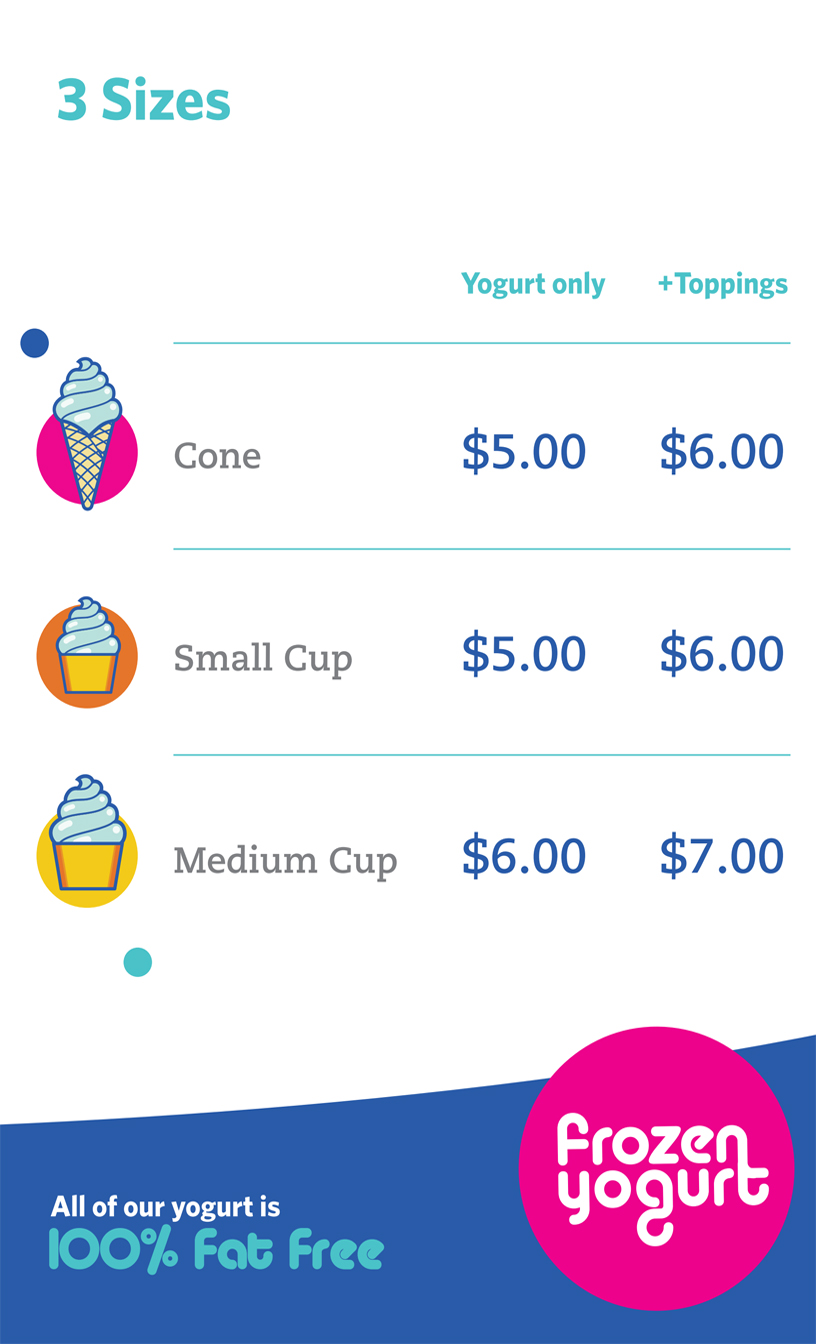 3 Sizes
Yogurt only +Toppings
Cone $5.00 $6.00
Small Cup $5.00 $6.00
Medium Cup $6.00 $7.00
All of our yogurt is
100% Fat Free
frozen
yogurt